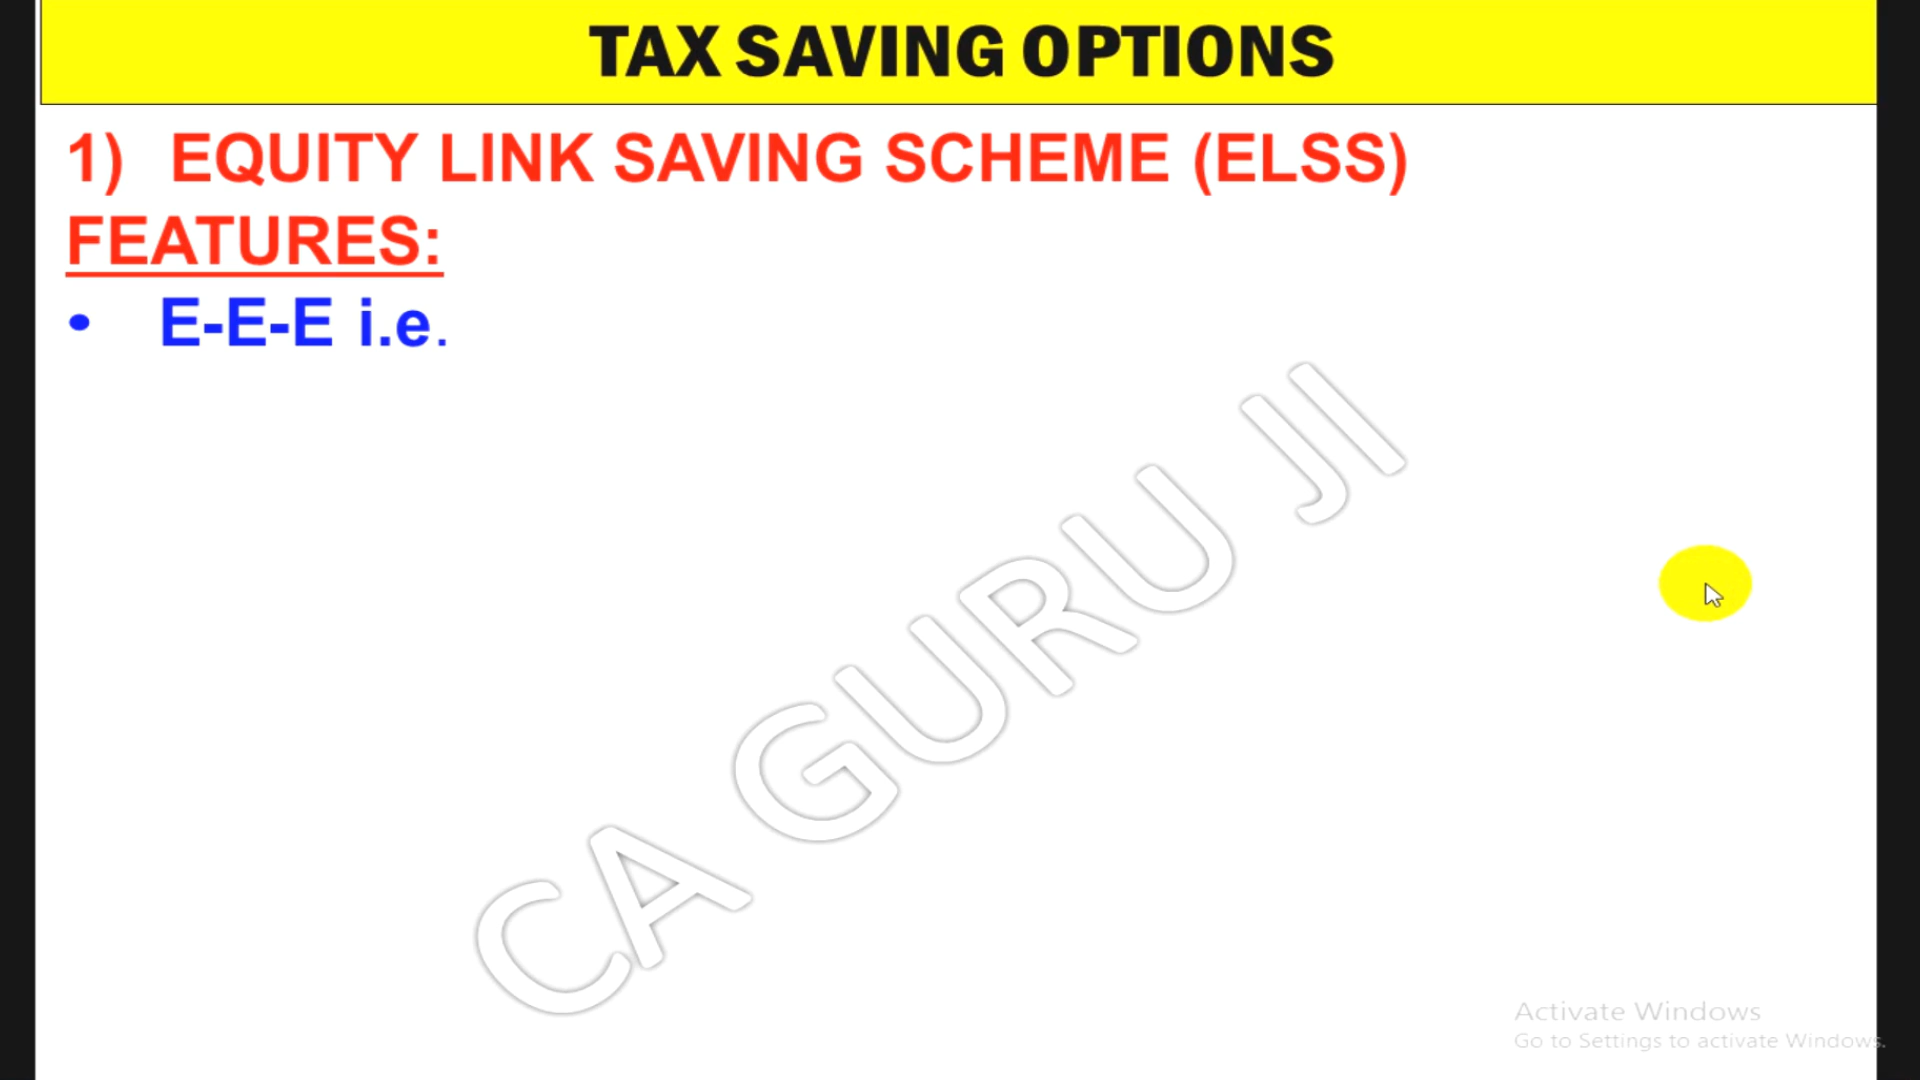 TAX SAVING OPTIONS
1) EQUITY LINK SAVING SCHEME (ELSS)
FEATURES:
• E-E-E i.e.
CA GURU JI
Activate Windows
Go to Settings to activate Windows.